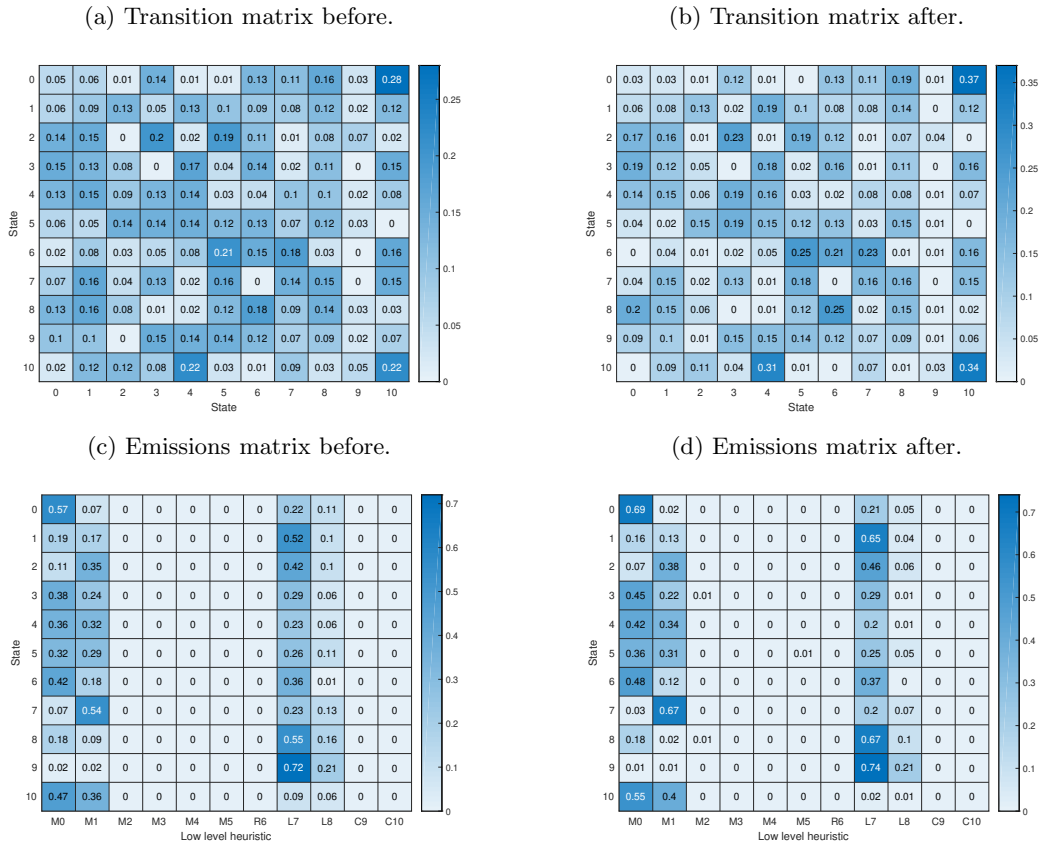 (a) Transition matrix before.
(b) Transition matrix after.
0 0.05 0.06 0.01 0.14 0.01 0.01 0.13 0.11 0.16 0.03 0.28
1 0.06 0.09 0.13 0.05 0.13 0.1 0.09 0.08 0.12 0.02 0.12
2 0.14 0.15 0 0.2 0.02 0.19 0.11 0.01 0.08 0.07 0.02
3 0.15 0.13 0.08 0 0.17 0.04 0.14 0.02 0.11 0 0.15
4 0.13 0.15 0.09 0.13 0.14 0.03 0.04 0.1 0.1 0.02 0.08
5 0.06 0.05 0.14 0.14 0.14 0.12 0.13 0.07 0.12 0.03 0
6 0.02 0.08 0.03 0.05 0.08 0.21 0.15 0.18 0.03 0 0.16
7 0.07 0.16 0.04 0.13 0.02 0.16 0 0.14 0.15 0 0.15
8 0.13 0.16 0.08 0.01 0.02 0.12 0.18 0.09 0.14 0.03 0.03
9 0.1 0.1 0 0.15 0.14 0.14 0.12 0.07 0.09 0.02 0.07
10 0.02 0.12 0.12 0.08 0.22 0.03 0.01 0.09 0.03 0.05 0.22
0 1 2 3 4 5 6 7 8 9 10
State
State
0.25
0.2
0.15
0.1
0.05
0
0 0.03 0.03 0.01 0.12 0.01 0 0.13 0.11 0.19 0.01 0.37
1 0.06 0.08 0.13 0.02 0.19 0.1 0.08 0.08 0.14 0 0.12
2 0.17 0.16 0.01 0.23 0.01 0.19 0.12 0.01 0.07 0.04 0
3 0.19 0.12 0.05 0 0.18 0.02 0.16 0.01 0.11 0 0.16
4 0.14 0.15 0.06 0.19 0.16 0.02 0.03 0.08 0.08 0.01 0.07
5 0.04 0.02 0.15 0.19 0.15 0.12 0.13 0.03 0.15 0.01 0
6 0 0.04 0.01 0.02 0.05 0.25 0.21 0.23 0.01 0.01 0.16
7 0.04 0.15 0.01 0.13 0.01 0.18 0 0.16 0.16 0 0.15
8 0.2 0.15 0.06 0 0.01 0.12 0.25 0.02 0.15 0.01 0.02
9 0.09 0.1 0.01 0.15 0.15 0.14 0.12 0.07 0.09 0.01 0.06
10 0 0.09 0.11 0.04 0.31 0.01 0 0.07 0.01 0.03 0.34
0 1 2 3 4 5 6 7 8 9 10
State
State
0.35
0.3
0.25
0.2
0.15
0.1
0.05
0
(c) Emissions matrix before.
(d) Emissions matrix after.
0 0.57 0.07 0 0 0 0 0 0.22 0.11 0 0
1 0.19 0.17 0 0 0 0 0 0.52 0.1 0 0
2 0.11 0.35 0 0 0 0 0 0.42 0.1 0 0
3 0.38 0.24 0 0 0 0 0 0.29 0.06 0 0
4 0.36 0.32 0 0 0 0 0 0.23 0.06 0 0
5 0.32 0.29 0 0 0 0 0 0.26 0.11 0 0
6 0.42 0.18 0 0 0 0 0 0.36 0.01 0 0
7 0.07 0.54 0 0 0 0 0 0.23 0.13 0 0
8 0.18 0.09 0 0 0 0 0 0.55 0.16 0 0
9 0.02 0.02 0 0 0 0 0 0.72 0.21 0 0
10 0.47 0.36 0 0 0 0 0 0.09 0.06 0 0
M0 M1 M2 M3 M4 M5 R6 L7 L8 C9 C10
Low level heuristic
State
0.7
0.6
0.5
0.4
0.3
0.2
0.1
0
0 0.69 0.02 0 0 0 0 0 0.21 0.05 0 0
1 0.16 0.13 0 0 0 0 0 0.65 0.04 0 0
2 0.07 0.38 0 0 0 0 0 0.46 0.06 0 0
3 0.45 0.22 0.01 0 0 0 0 0.29 0.01 0 0
4 0.42 0.34 0 0 0 0 0 0.2 0.01 0 0
5 0.36 0.31 0 0 0 0.01 0 0.25 0.05 0 0
6 0.48 0.12 0 0 0 0 0 0.37 0 0 0
7 0.03 0.67 0 0 0 0 0 0.2 0.07 0 0
8 0.18 0.02 0.01 0 0 0 0 0.67 0.1 0 0
9 0.01 0.01 0 0 0 0 0 0.74 0.21 0 0
10 0.55 0.4 0 0 0 0 0 0.02 0.01 0 0
M0 M1 M2 M3 M4 M5 R6 L7 L8 C9 C10
Low level heuristic
State
0.7
0.6
0.5
0.4
0.3
0.2
0.1
0